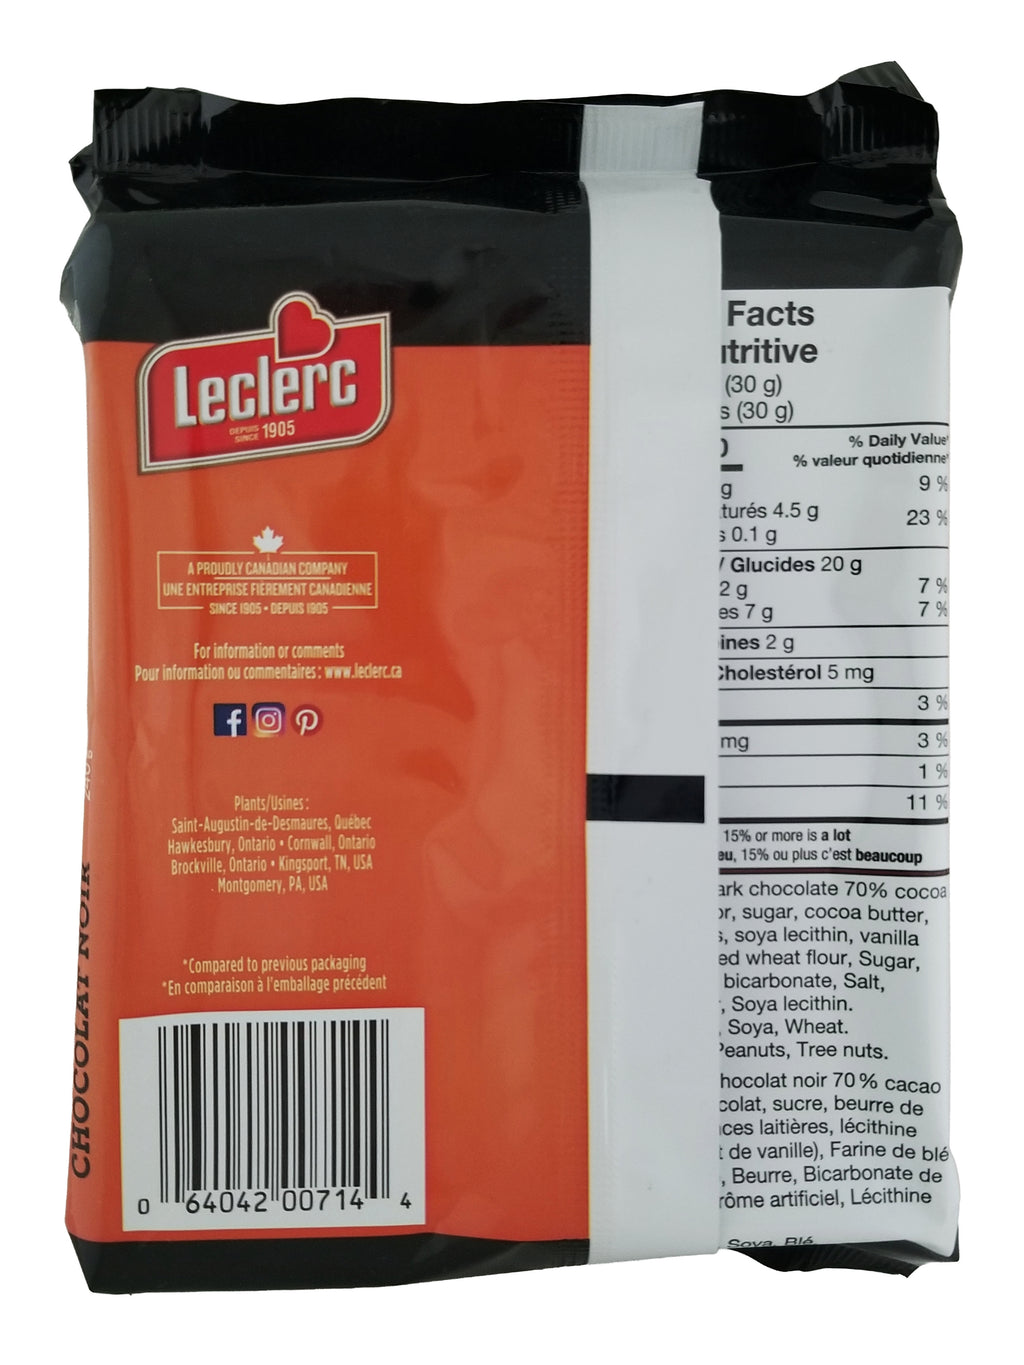 Leclerc
DEPUIS
SINCE 1905
A PROUDLY CANADIAN COMPANY
UNE ENTREPRISE FIÈREMENT CANADIENNE
SINCE 1905 • DEPUIS 1905
For information or comments
Pour information ou commentaires : www.leclerc.ca
Plants/Usines :
Saint-Augustin-de-Desmaures, Québec
Hawkesbury, Ontario • Cornwall, Ontario
Brockville, Ontario • Kingsport, TN, USA
Montgomery, PA, USA
*Compared to previous packaging
*En comparaison à l'emballage précédent
0 64042 00714 4
CHOCOLAT NOIR
Facts
tritive
(30 g)
s (30 g)
% Daily Value*
% valeur quotidienne*
g 9 %
turés 4.5 g
s 0.1 g 23 %
/ Glucides 20 g
2 g 7 %
es 7 g 7 %
ines 2 g
Cholestérol 5 mg
3 %
mg 3 %
1 %
11 %
15% or more is a lot
eu, 15% ou plus c'est beaucoup
ark chocolate 70% cocoa
or, sugar, cocoa butter,
s, soya lecithin, vanilla
ed wheat flour, Sugar,
bicarbonate, Salt,
, Soya lecithin.
, Soya, Wheat.
Peanuts, Tree nuts.
hocolat noir 70% cacao
colat, sucre, beurre de
ces laitières, lécithine
t de vanille), Farine de blé
, Beurre, Bicarbonate de
rôme artificiel, Lécithine
Soya, Blé.